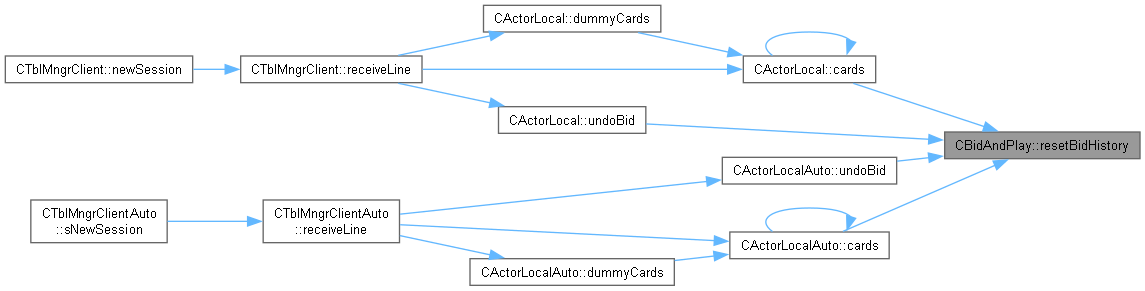 CActorLocal::dummyCards
CTblMngrClient::newSession
CTblMngrClient::receiveLine
CActorLocal::cards
CActorLocal::undoBid
CBidAndPlay::resetBidHistory
CActorLocalAuto::undoBid
CTblMngrClientAuto
::sNewSession
CTblMngrClientAuto
::receiveLine
CActorLocalAuto::cards
CActorLocalAuto::dummyCards